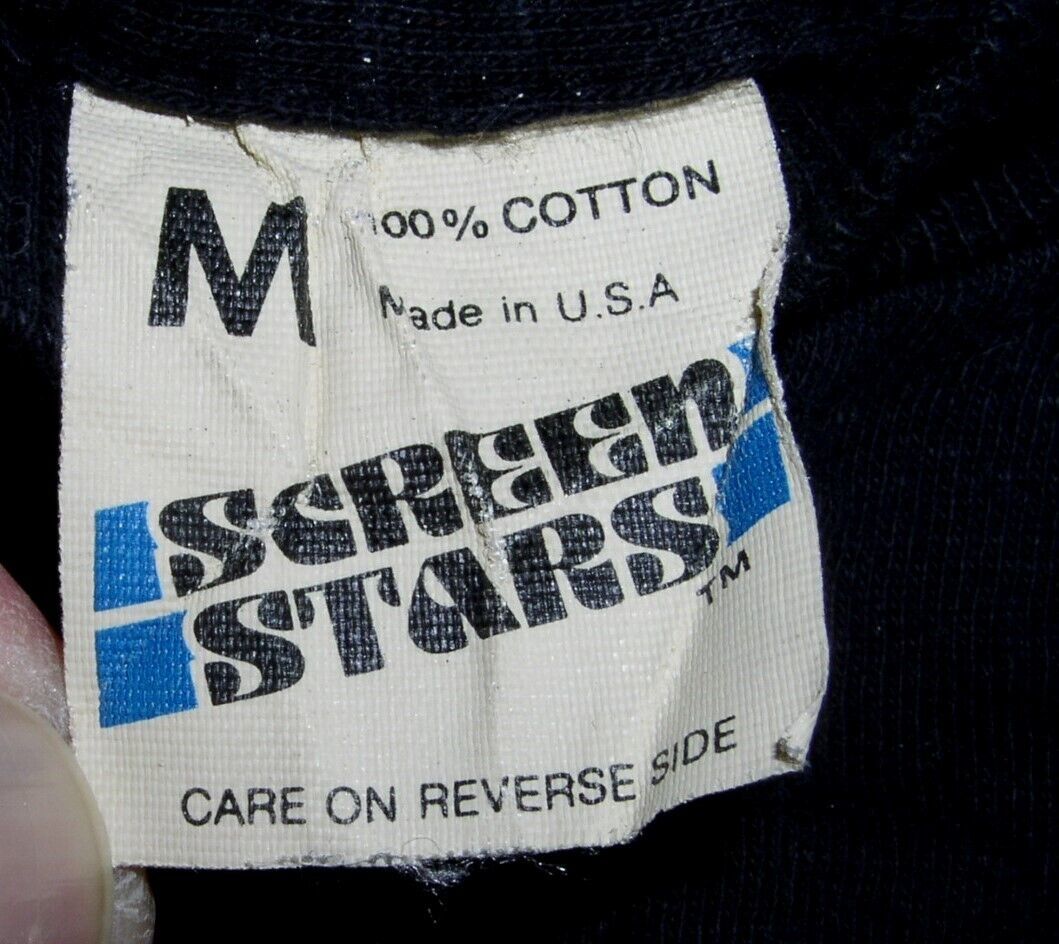 M
100% COTTON
Made in U.S.A
SCREEN
STARS
TM
CARE ON REVERSE SIDE